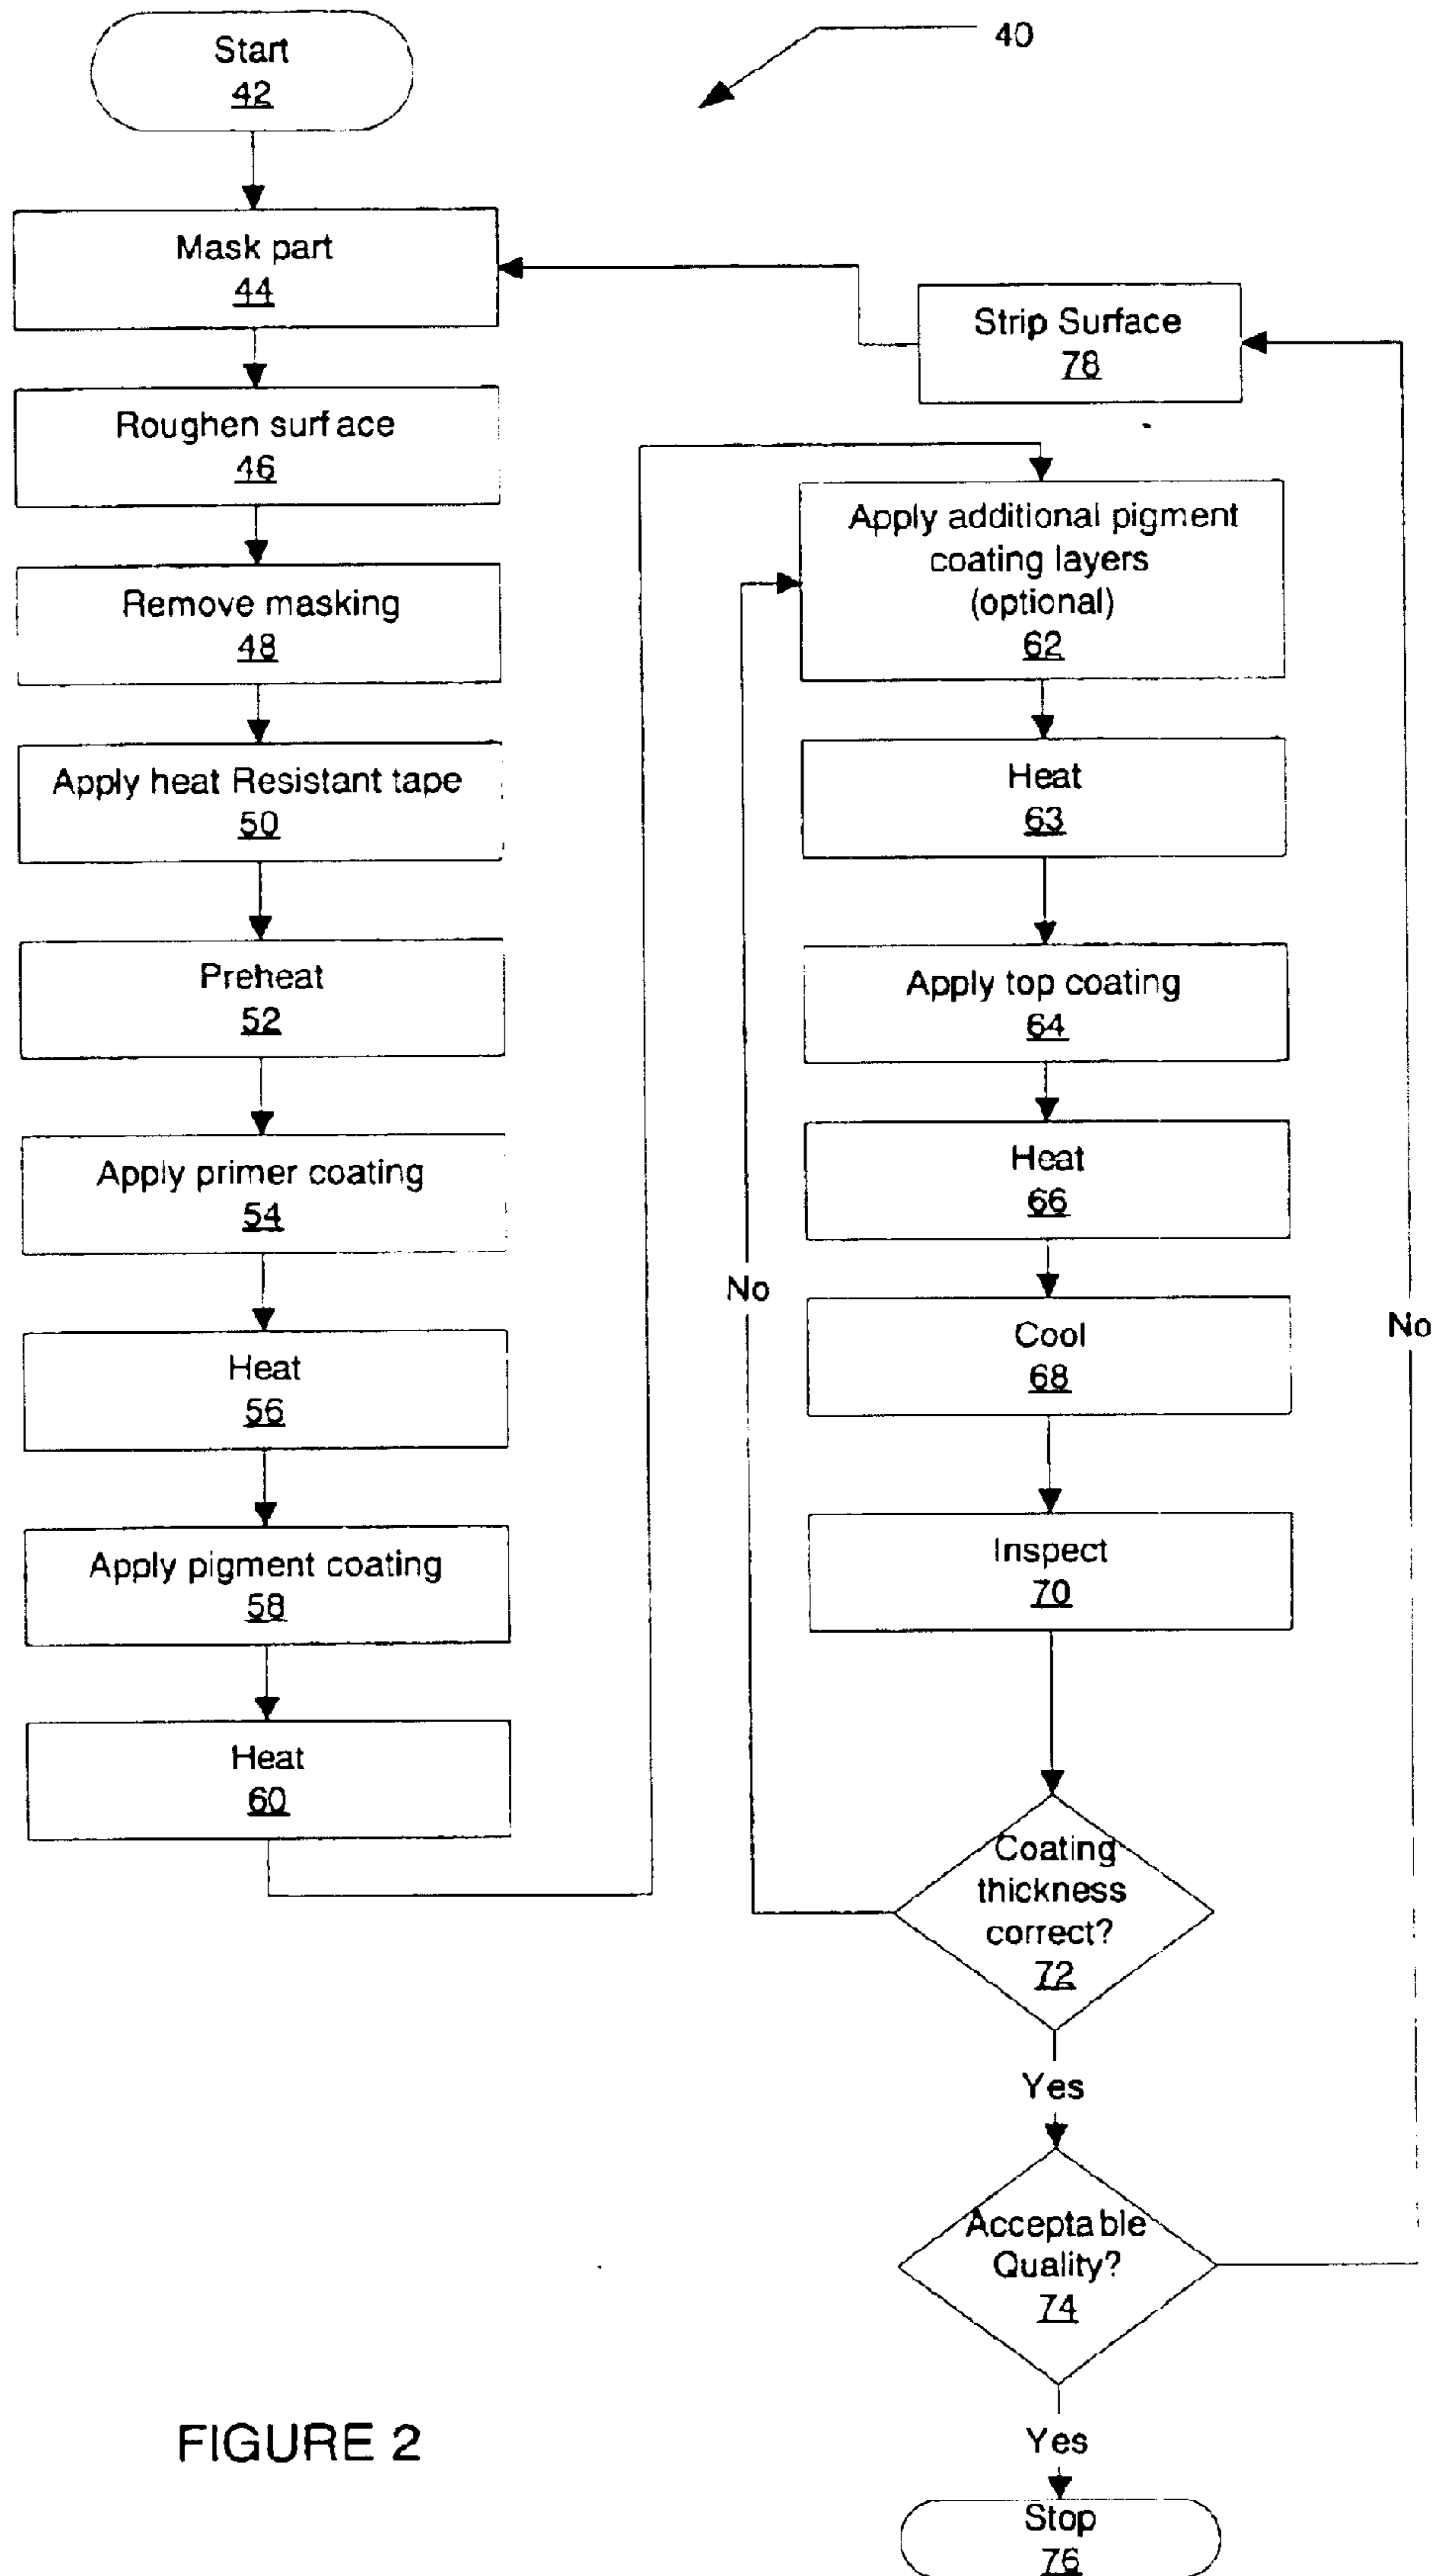 Start
42
40
Mask part
44
Roughen surface
46
Remove masking
48
Apply heat Resistant tape
50
Preheat
52
Apply primer coating
54
Heat
56
Apply pigment coating
58
Heat
60
Strip Surface
78
Apply additional pigment
coating layers
(optional)
62
Heat
63
Apply top coating
64
Heat
66
Cool
68
Inspect
70
Coating
thickness
correct?
72
No
Yes
Acceptable
Quality?
74
No
Yes
Stop
76
FIGURE 2